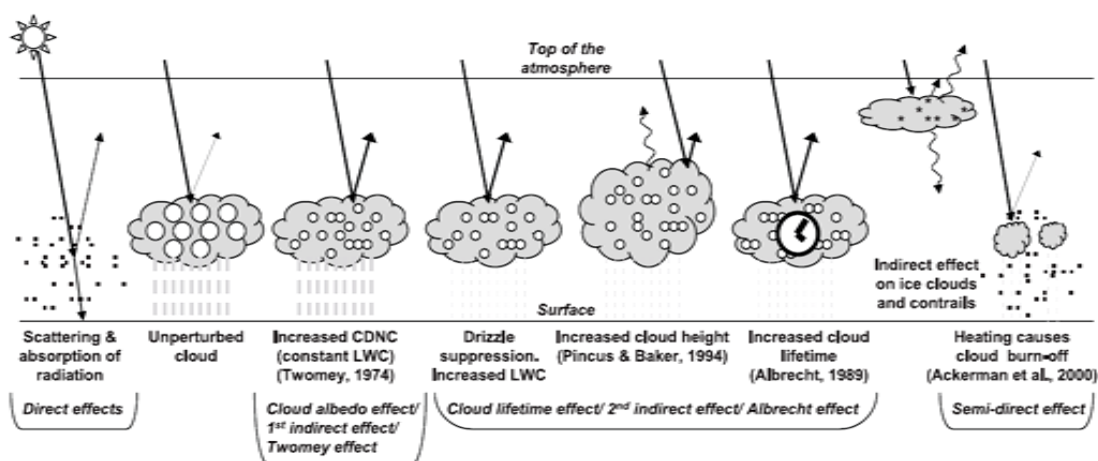 Top of the
atmosphere
Indirect effect
on ice clouds
and contrails
Surface
Scattering &
absorption of
radiation
Unperturbed
cloud
Increased CDNC
(constant LWC)
(Twomey, 1974)
Drizzle
suppression.
Increased LWC
Increased cloud height
(Pincus & Baker, 1994)
Increased cloud
lifetime
(Albrecht, 1989)
Heating causes
cloud burn-off
(Ackerman et al., 2000)
Direct effects
Cloud albedo effect/
1st indirect effect/
Twomey effect
Cloud lifetime effect/ 2nd indirect effect/ Albrecht effect
Semi-direct effect